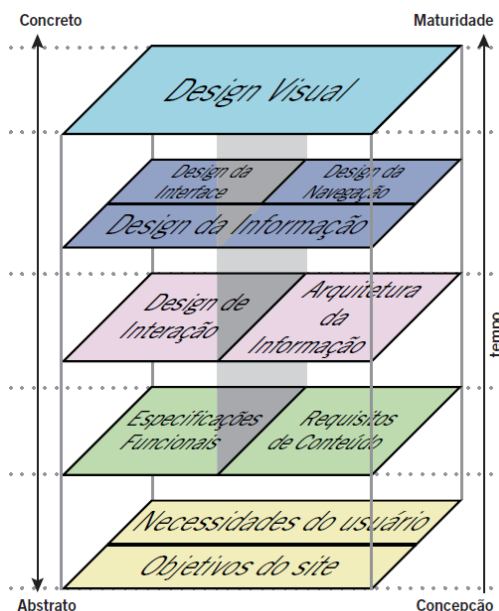 Concreto
Maturidade
Design Visual
Design da
Interface
Design da
Navegação
Design da Informação
Design de
Interação
Arquitetura
da
Informação
tempo
Especificações
Funcionais
Requisitos
de Conteúdo
Necessidades do usuário
Objetivos do site
Abstrato
Concepção